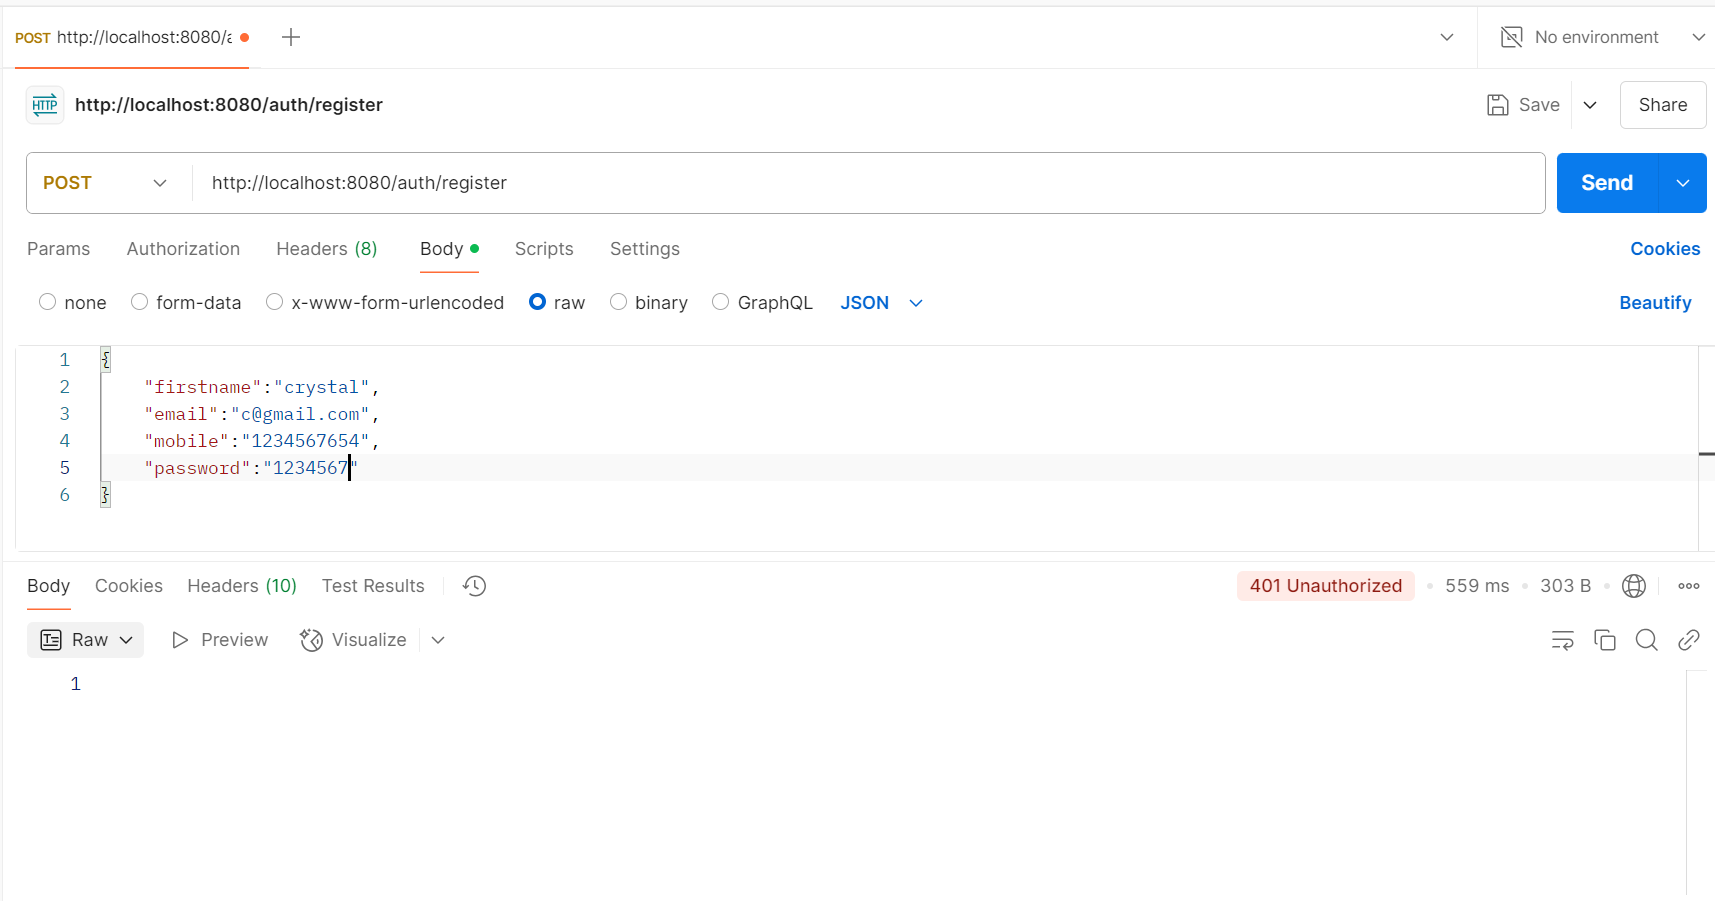 POST http://localhost:8080/a
No environment
HTTP http://localhost:8080/auth/register
Save
Share
POST
http://localhost:8080/auth/register
Send
Params
Authorization
Headers (8)
Body
Scripts
Settings
Cookies
none
form-data
x-www-form-urlencoded
raw
binary
GraphQL
JSON
Beautify
1 {
2 "firstname":"crystal",
3 "email":"c@gmail.com",
4 "mobile":"1234567654",
5 "password":"1234567"
6 }
Body
Cookies
Headers (10)
Test Results
401 Unauthorized
559 ms
303 B
Raw
Preview
Visualize
1